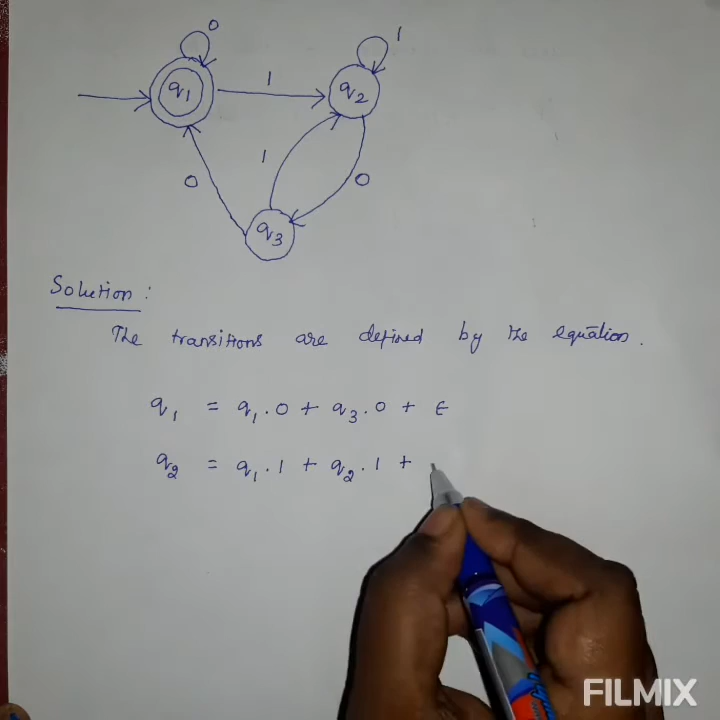 0
1
q1
1
q2
1
0
0
q3
Solution :
The transitions are defined by the equation.
q1 = q1.0 + q3.0 + ε
q2 = q1.1 + q2.1 +
FILMIX